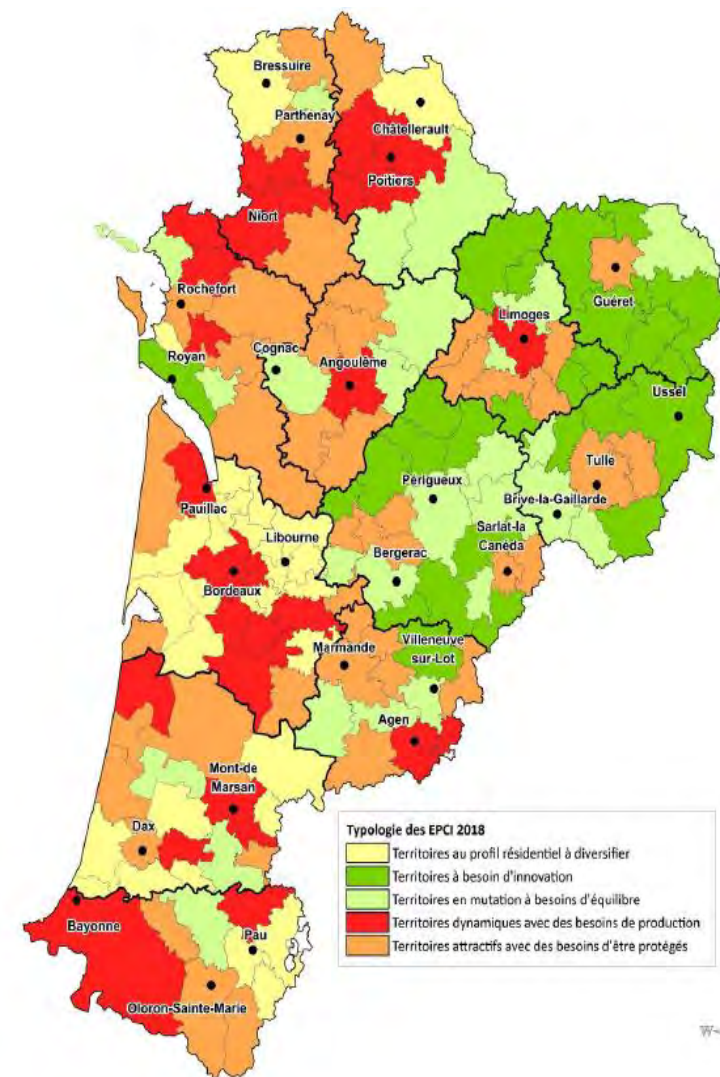 Bressuire
Parthenay
Châtellerault
Poitiers
Niort
Rochefort
Guéret
Limoges
Cognac
Royan
Angoulême
Ussel
Tulle
Périgueux
Brive-la-Gaillarde
Pauillac
Sarlat-la
Canéda
Libourne
Bergerac
Bordeaux
Villeneuve
sur-Lot
Marmande
Agen
Mont-de
Marsan
Dax
Typologie des EPCI 2018
Territoires au profil résidentiel à diversifier
Territoires à besoin d'innovation
Territoires en mutation à besoins d'équilibre
Territoires dynamiques avec des besoins de production
Territoires attractifs avec des besoins d'être protégés
Bayonne
Pau
Oloron-Sainte-Marie